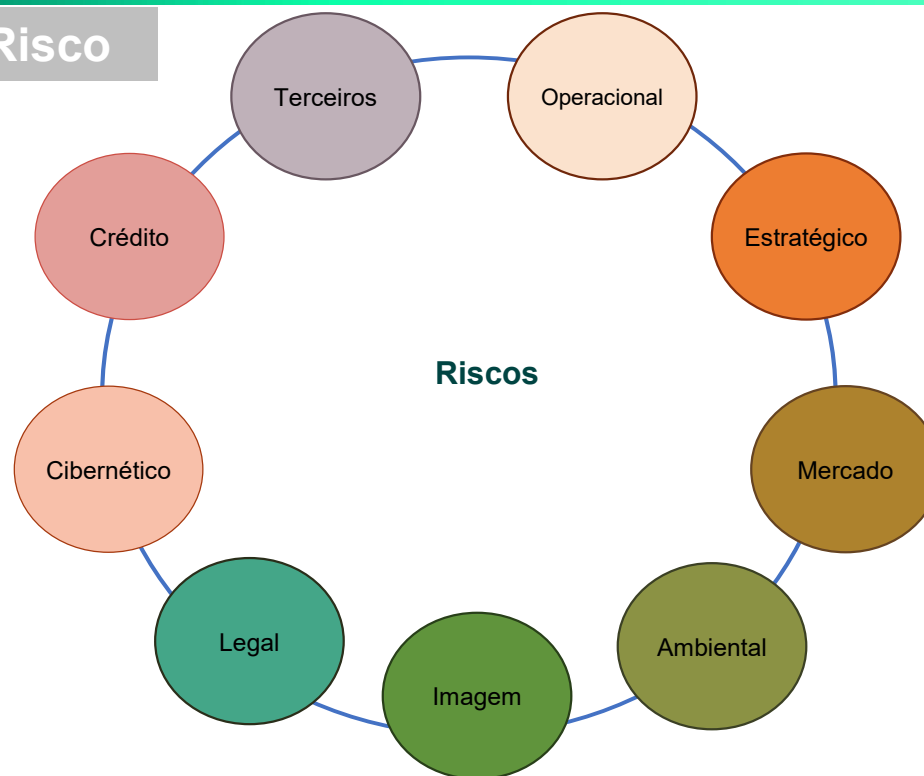 Risco
Terceiros
Operacional
Crédito
Estratégico
Riscos
Cibernético
Mercado
Legal
Ambiental
Imagem